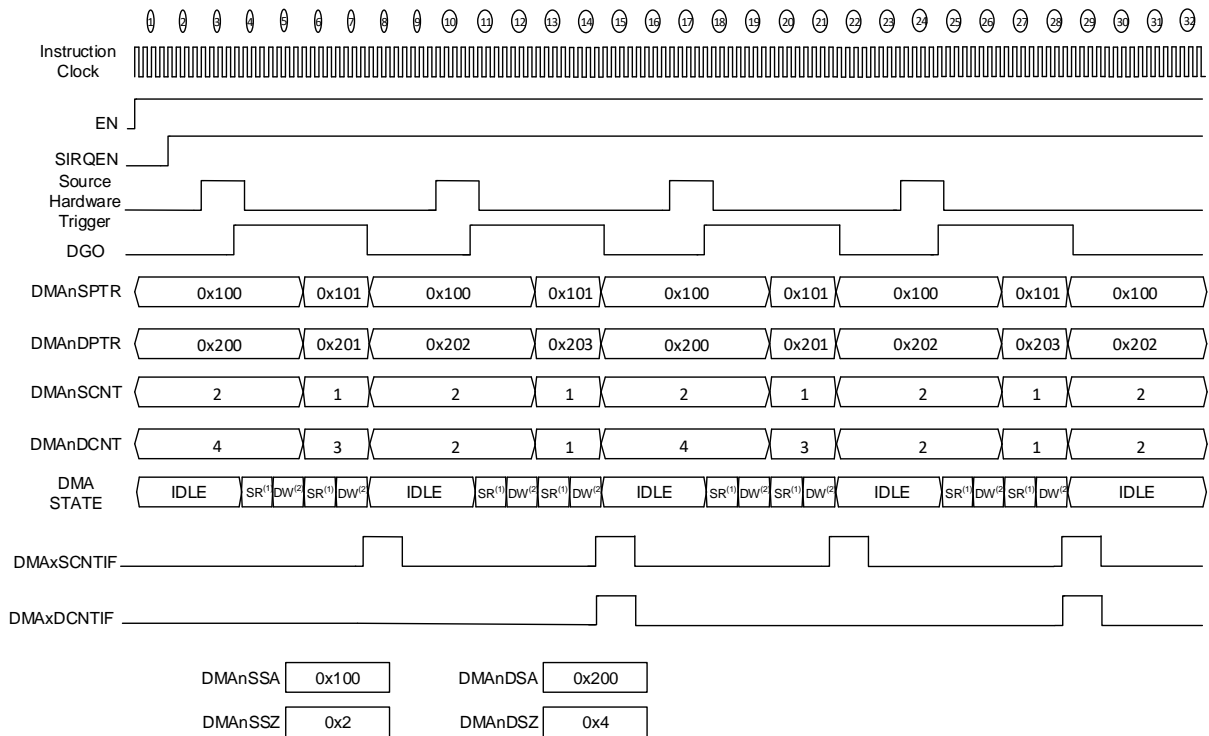 1 2 3 4 5 6 7 8 9 10 11 12 13 14 15 16 17 18 19 20 21 22 23 24 25 26 27 28 29 30 31 32
Instruction
Clock
EN
SIRQEN
Source
Hardware
Trigger
DGO
DMAnSPTR 0x100 0x101 0x100 0x101 0x100 0x101 0x100 0x101 0x100
DMAnDPTR 0x200 0x201 0x202 0x203 0x200 0x201 0x202 0x203 0x202
DMAnSCNT 2 1 2 1 2 1 2 1 2
DMAnDCNT 4 3 2 1 4 3 2 1 2
DMA
STATE IDLE SR(1) DW(2) SR(1) DW(2) IDLE SR(1) DW(2) SR(1) DW(2) IDLE SR(1) DW(2) SR(1) DW(2) IDLE SR(1) DW(2) SR(1) DW(2) IDLE
DMAxSCNTIF
DMAxDCNTIF
DMAnSSA 0x100 DMAnDSA 0x200
DMAnSSZ 0x2 DMAnDSZ 0x4